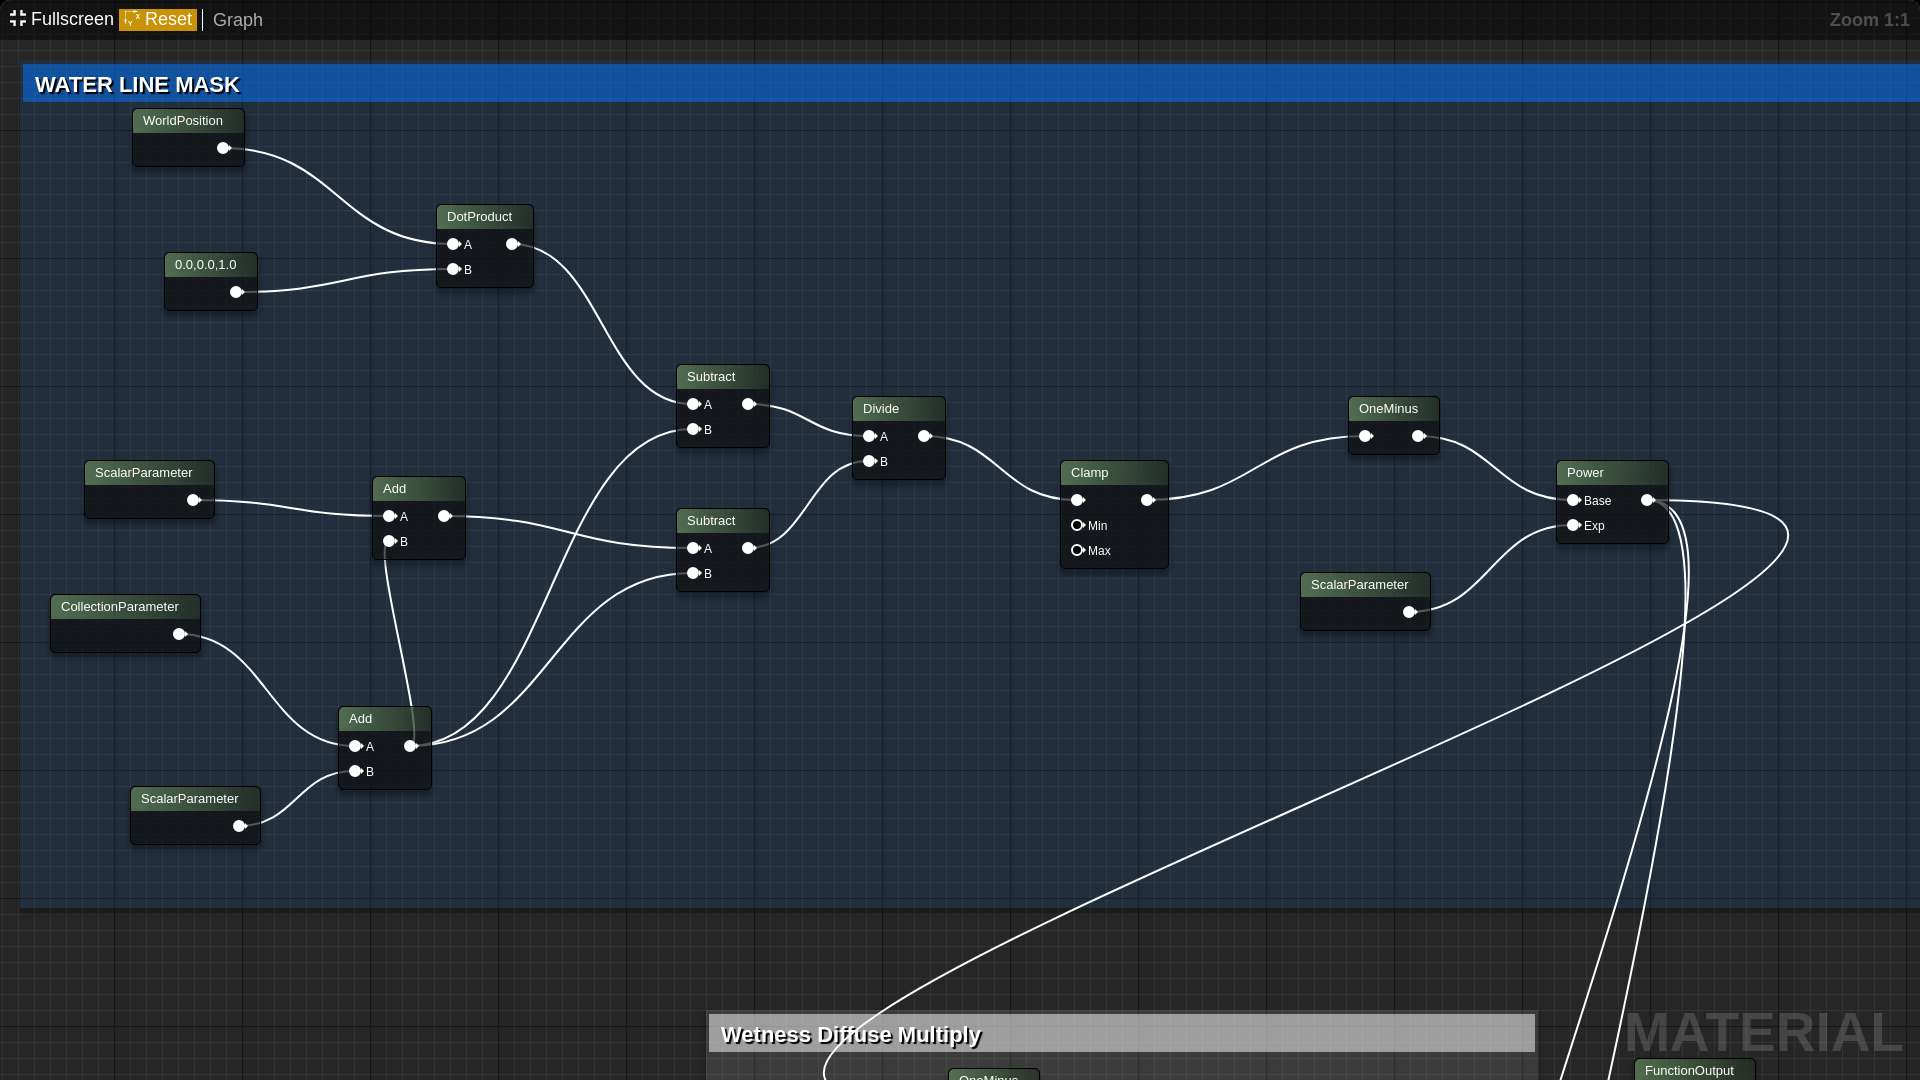 Fullscreen Reset Graph
Zoom 1:1
WATER LINE MASK
WorldPosition
DotProduct
A
B
0.0,0.0,1.0
Subtract
A
B
Divide
A
B
OneMinus
ScalarParameter
Add
A
B
Subtract
A
B
Clamp
Min
Max
Power
Base
Exp
ScalarParameter
CollectionParameter
Add
A
B
ScalarParameter
Wetness Diffuse Multiply
MATERIAL
OneMinus
FunctionOutput